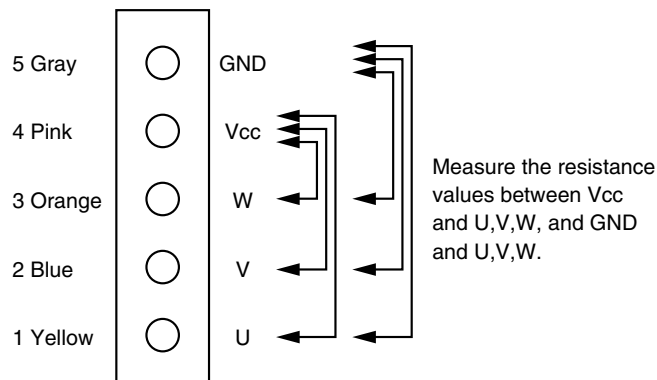 5 Gray GND
4 Pink Vcc
3 Orange W
2 Blue V
1 Yellow U
Measure the resistance
values between Vcc
and U,V,W, and GND
and U,V,W.